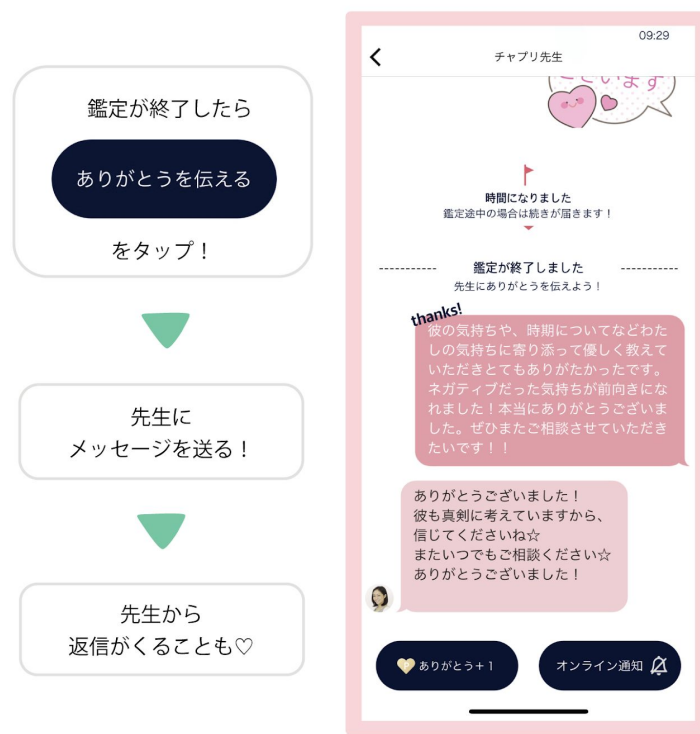 鑑定が終了したら
ありがとうを伝える
をタップ！
先生に
メッセージを送る！
先生から
返信がくることも♡
09:29
チャプリ先生
ございます
時間になりました
鑑定途中の場合は続きが届きます！
鑑定が終了しました
先生にありがとうを伝えよう！
thanks!
彼の気持ちや、時期についてなどわた
しの気持ちに寄り添って優しく教えて
いただきとてもありがたかったです。
ネガティブだった気持ちが前向きにな
れました！本当にありがとうございま
した。ぜひまたご相談させていただき
たいです！！
ありがとうございました！
彼も真剣に考えていますから、
信じてくださいね☆
またいつでもご相談ください☆
ありがとうございました！
ありがとう＋1
オンライン通知